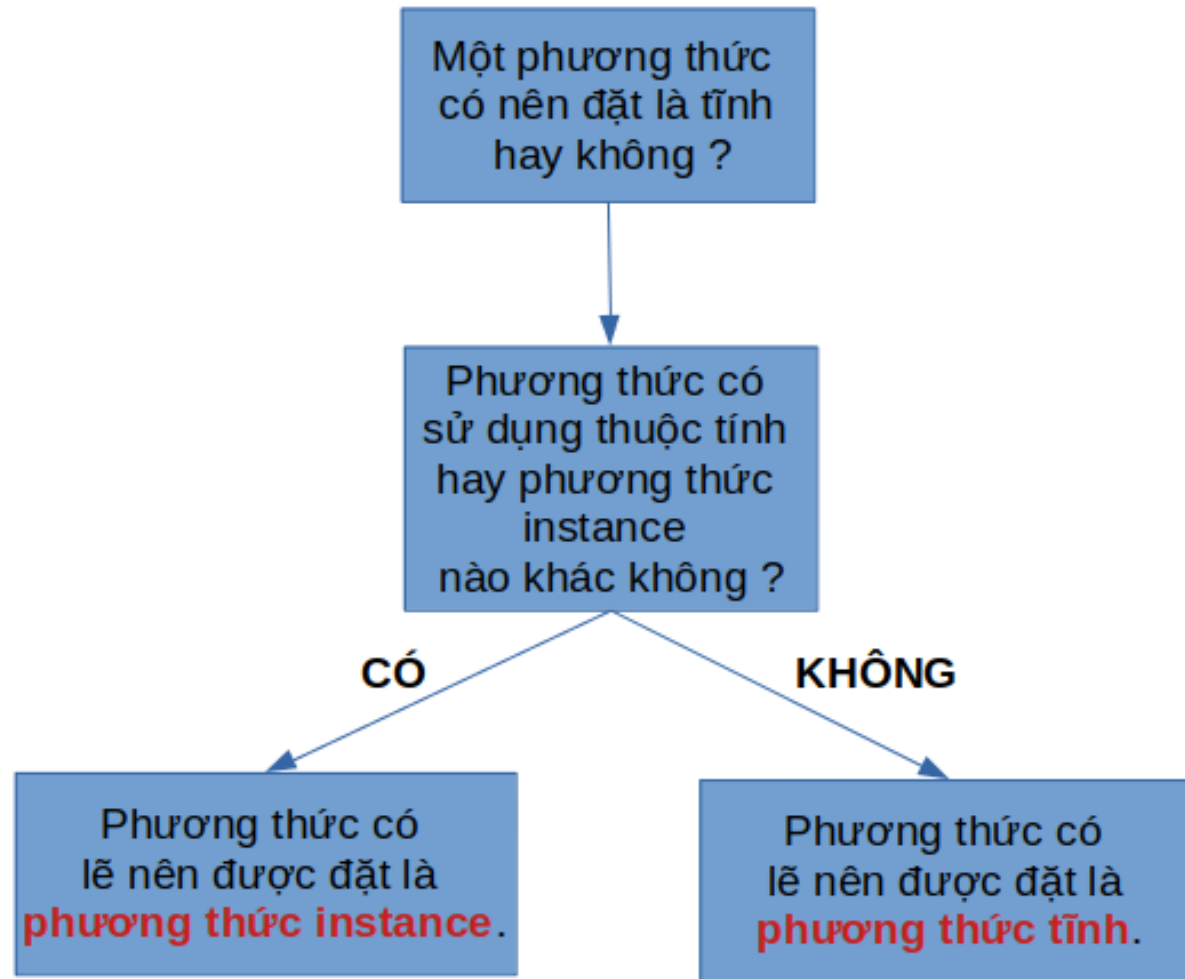 Một phương thức
có nên đặt là tĩnh
hay không ?
Phương thức có
sử dụng thuộc tính
hay phương thức
instance
nào khác không ?
CÓ
KHÔNG
Phương thức có
lẽ nên được đặt là
phương thức instance.
Phương thức có
lẽ nên được đặt là
phương thức tĩnh.